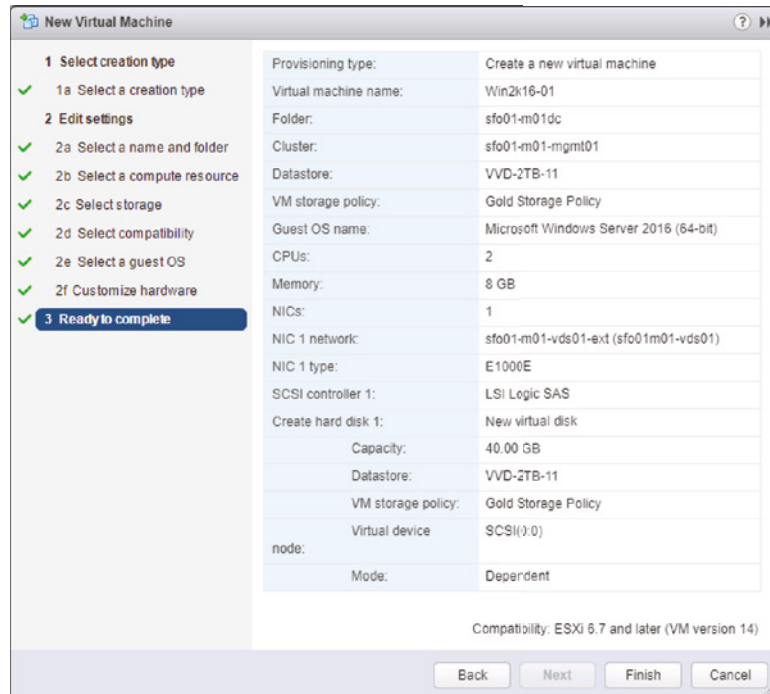 New Virtual Machine
?
1 Select creation type
1a Select a creation type
2 Edit settings
2a Select a name and folder
2b Select a compute resource
2c Select storage
2d Select compatibility
2e Select a guest OS
2f Customize hardware
3 Ready to complete
Provisioning type: Create a new virtual machine
Virtual machine name: Win2k16-01
Folder: sfo01-m01dc
Cluster: sfo01-m01-mgmt01
Datastore: VVD-2TB-11
VM storage policy: Gold Storage Policy
Guest OS name: Microsoft Windows Server 2016 (64-bit)
CPUs: 2
Memory: 8 GB
NICs: 1
NIC 1 network: sfo01-m01-vds01-ext (sfo01m01-vds01)
NIC 1 type: E1000E
SCSI controller 1: LSI Logic SAS
Create hard disk 1: New virtual disk
Capacity: 40.00 GB
Datastore: VVD-2TB-11
VM storage policy: Gold Storage Policy
Virtual device SCSI(0:0)
node:
Mode: Dependent
Compatibility: ESXi 6.7 and later (VM version 14)
Back Next Finish Cancel